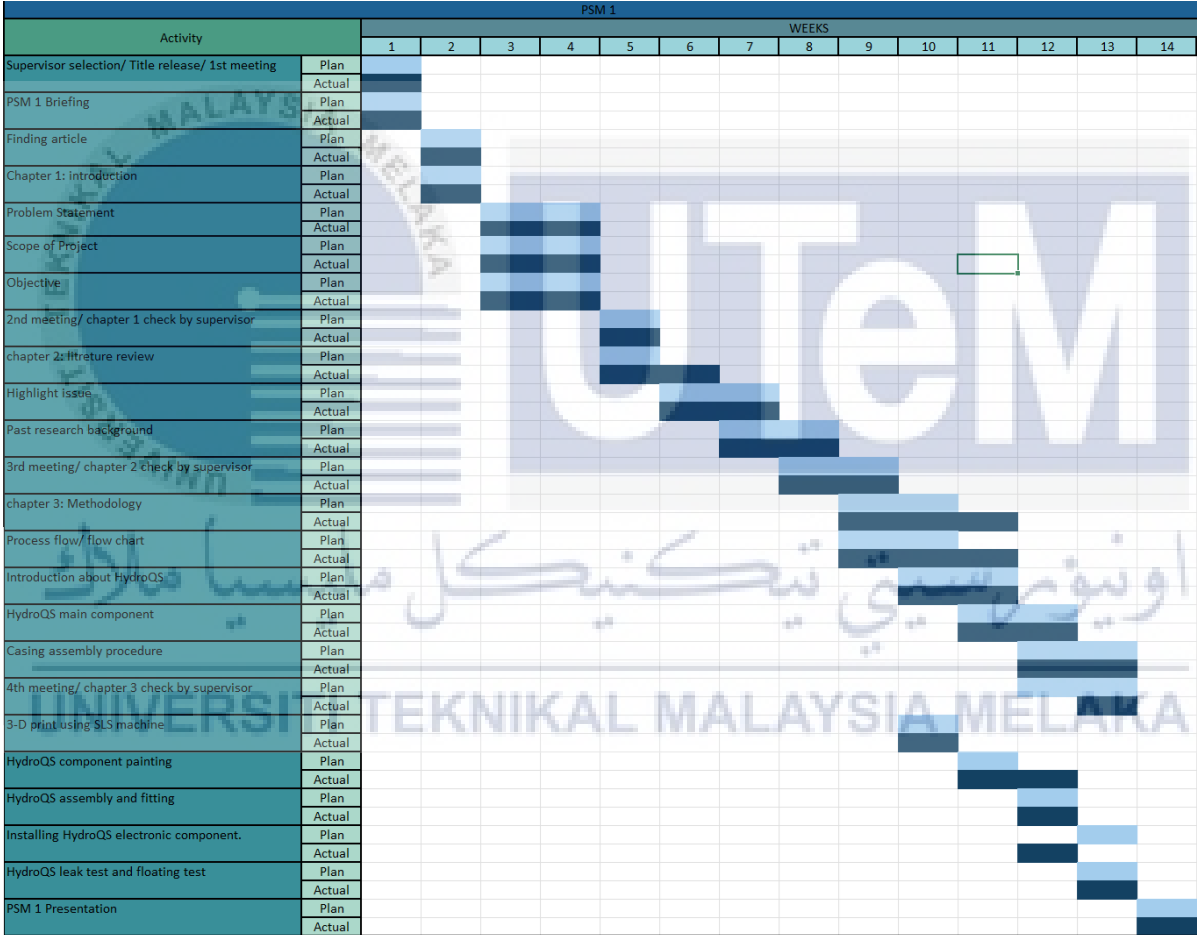 PSM 1
Activity
WEEKS
1 2 3 4 5 6 7 8 9 10 11 12 13 14
Supervisor selection/ Title release/ 1st meeting Plan
Actual
PSM 1 Briefing Plan
Actual
Finding article Plan
Actual
Chapter 1: introduction Plan
Actual
Problem Statement Plan
Actual
Scope of Project Plan
Actual
Objective Plan
Actual
2nd meeting/ chapter 1 check by supervisor Plan
Actual
chapter 2: litreture review Plan
Actual
Highlight issue Plan
Actual
Past research background Plan
Actual
3rd meeting/ chapter 2 check by supervisor Plan
Actual
chapter 3: Methodology Plan
Actual
Process flow/ flow chart Plan
Actual
Introduction about HydroQS Plan
Actual
HydroQS main component Plan
Actual
Casing assembly procedure Plan
Actual
4th meeting/ chapter 3 check by supervisor Plan
Actual
3-D print using SLS machine Plan
Actual
HydroQS component painting Plan
Actual
HydroQS assembly and fitting Plan
Actual
Installing HydroQS electronic component. Plan
Actual
HydroQS leak test and floating test Plan
Actual
PSM 1 Presentation Plan
Actual
UNIVERSITI TEKNIKAL MALAYSIA MELAKA
UTeM
اونيۏرسيتي تيكنيكل مليسيا ملاك
UNIVERSITI TEKNIKAL MALAYSIA MELAKA